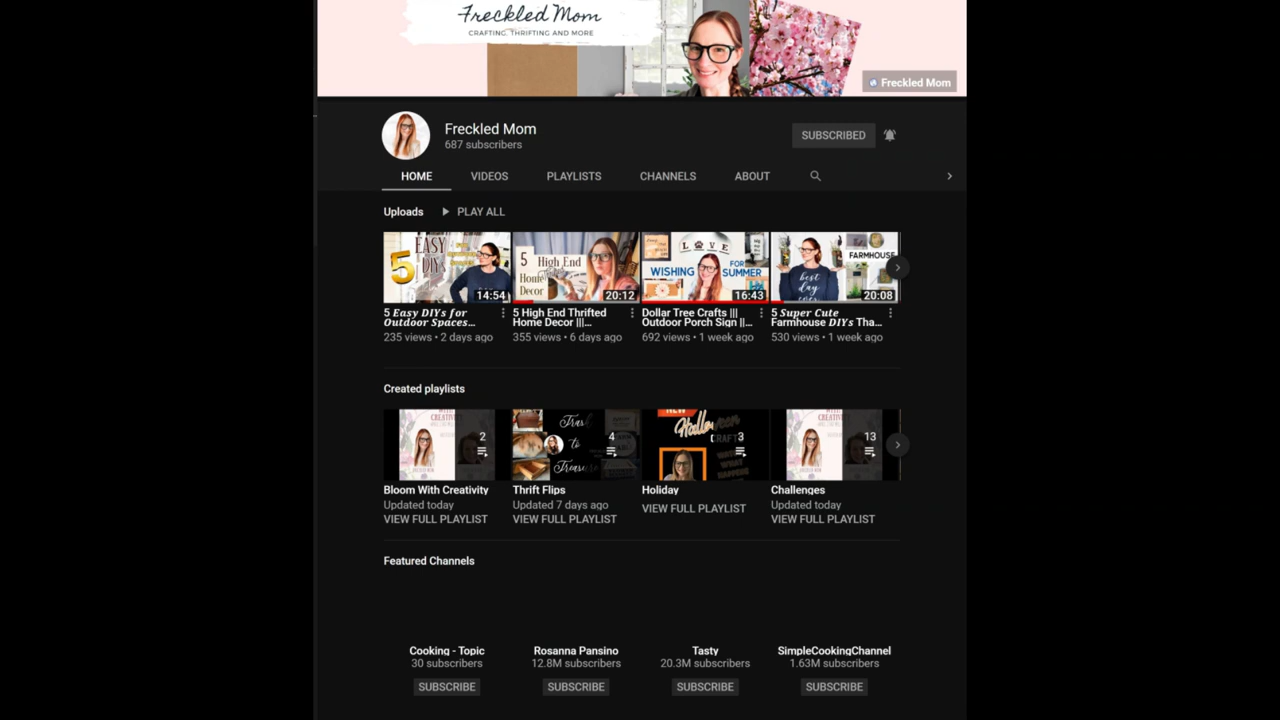 Freckled Mom
CRAFTING, THRIFTING AND MORE
Freckled Mom
Freckled Mom
687 subscribers
SUBSCRIBED
HOME VIDEOS PLAYLISTS CHANNELS ABOUT
Uploads PLAY ALL
5 EASY DIYs
14:54
5 High End Home Decor
20:12
LOVE
WISHING FOR SUMMER
16:43
FARMHOUSE
best day ever
20:08
5 Easy DIYs for Outdoor Spaces...
235 views • 2 days ago
5 High End Thrifted Home Decor |||...
355 views • 6 days ago
Dollar Tree Crafts ||| Outdoor Porch Sign ||...
692 views • 1 week ago
5 Super Cute Farmhouse DIYs Tha...
530 views • 1 week ago
Created playlists
2
Trash to Treasure
4
NEW
3
13
Bloom With Creativity
Updated today
VIEW FULL PLAYLIST
Thrift Flips
Updated 7 days ago
VIEW FULL PLAYLIST
Holiday
VIEW FULL PLAYLIST
Challenges
Updated today
VIEW FULL PLAYLIST
Featured Channels
Cooking - Topic
30 subscribers
SUBSCRIBE
Rosanna Pansino
12.8M subscribers
SUBSCRIBE
Tasty
20.3M subscribers
SUBSCRIBE
SimpleCookingChannel
1.63M subscribers
SUBSCRIBE